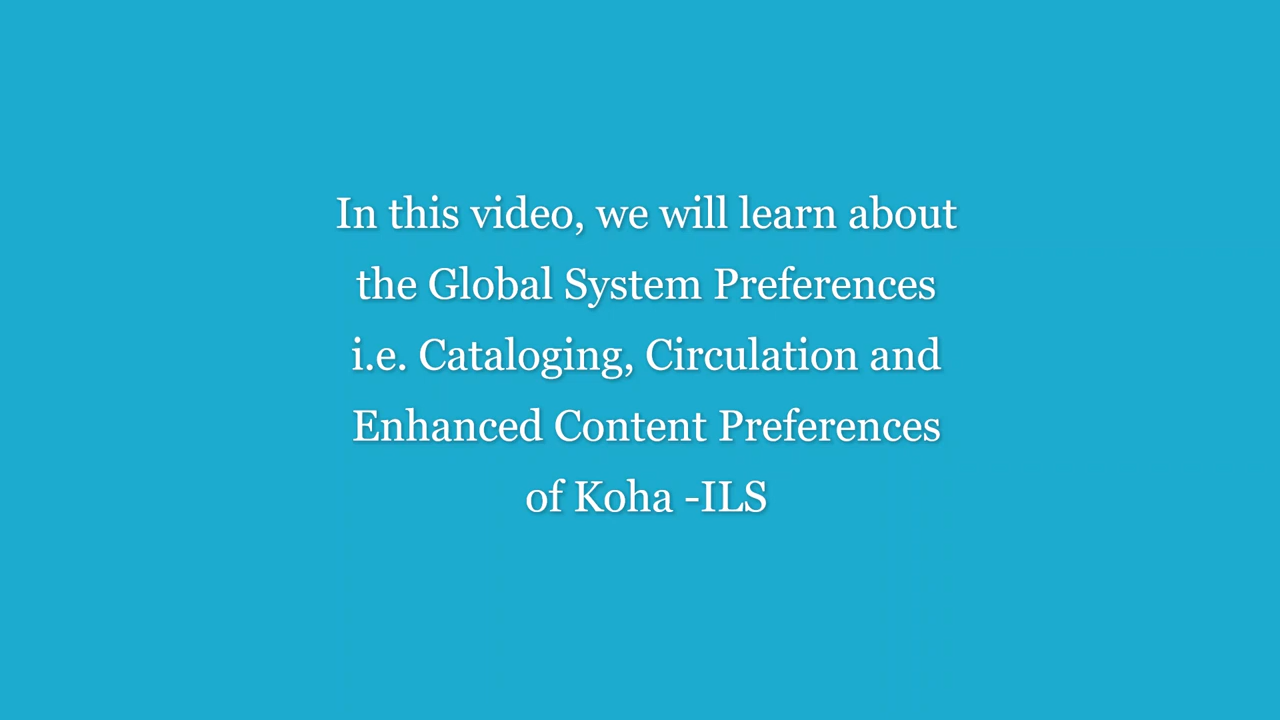 In this video, we will learn about
the Global System Preferences
i.e. Cataloging, Circulation and
Enhanced Content Preferences
of Koha -ILS